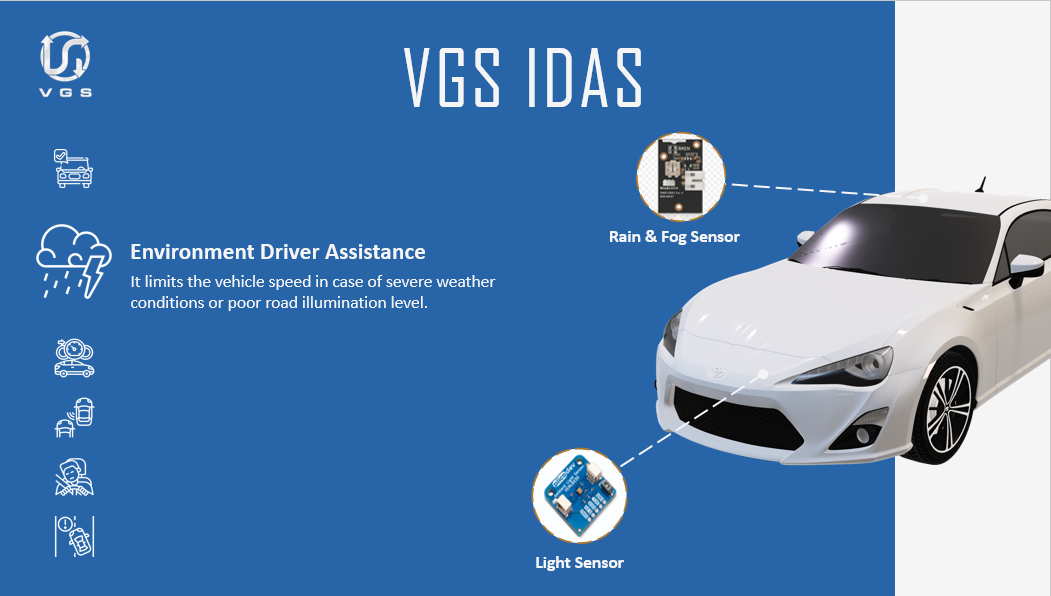 VGS
VGS IDAS
RAIN
Rain & Fog Sensor
Environment Driver Assistance
It limits the vehicle speed in case of severe weather
conditions or poor road illumination level.
Light Sensor